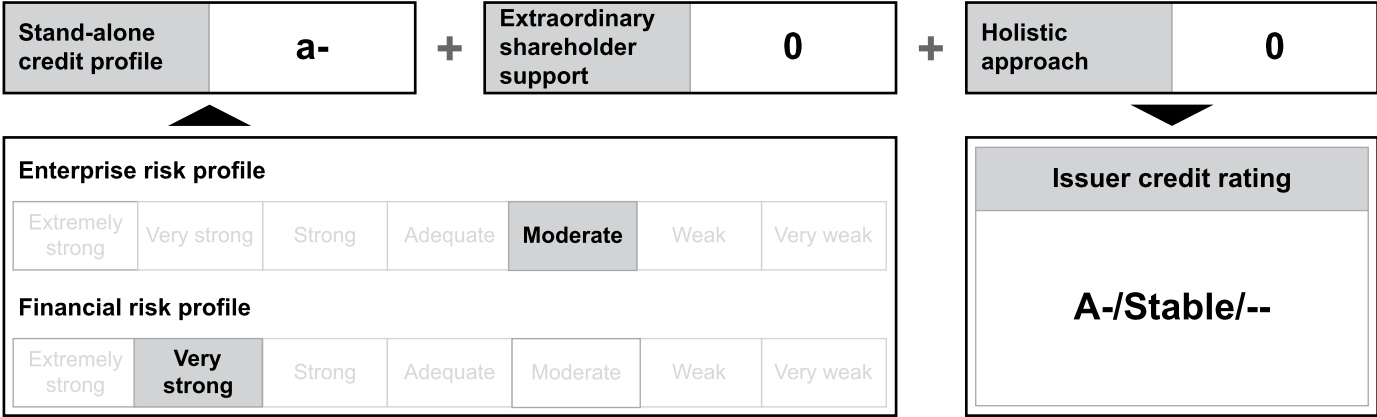 Stand-alone
credit profile
a-
+
Extraordinary
shareholder
support
0
+
Holistic
approach
0
Enterprise risk profile
Extremely
strong
Very strong
Strong
Adequate
Moderate
Weak
Very weak
Financial risk profile
Extremely
strong
Very
strong
Strong
Adequate
Moderate
Weak
Very weak
Issuer credit rating
A-/Stable/--